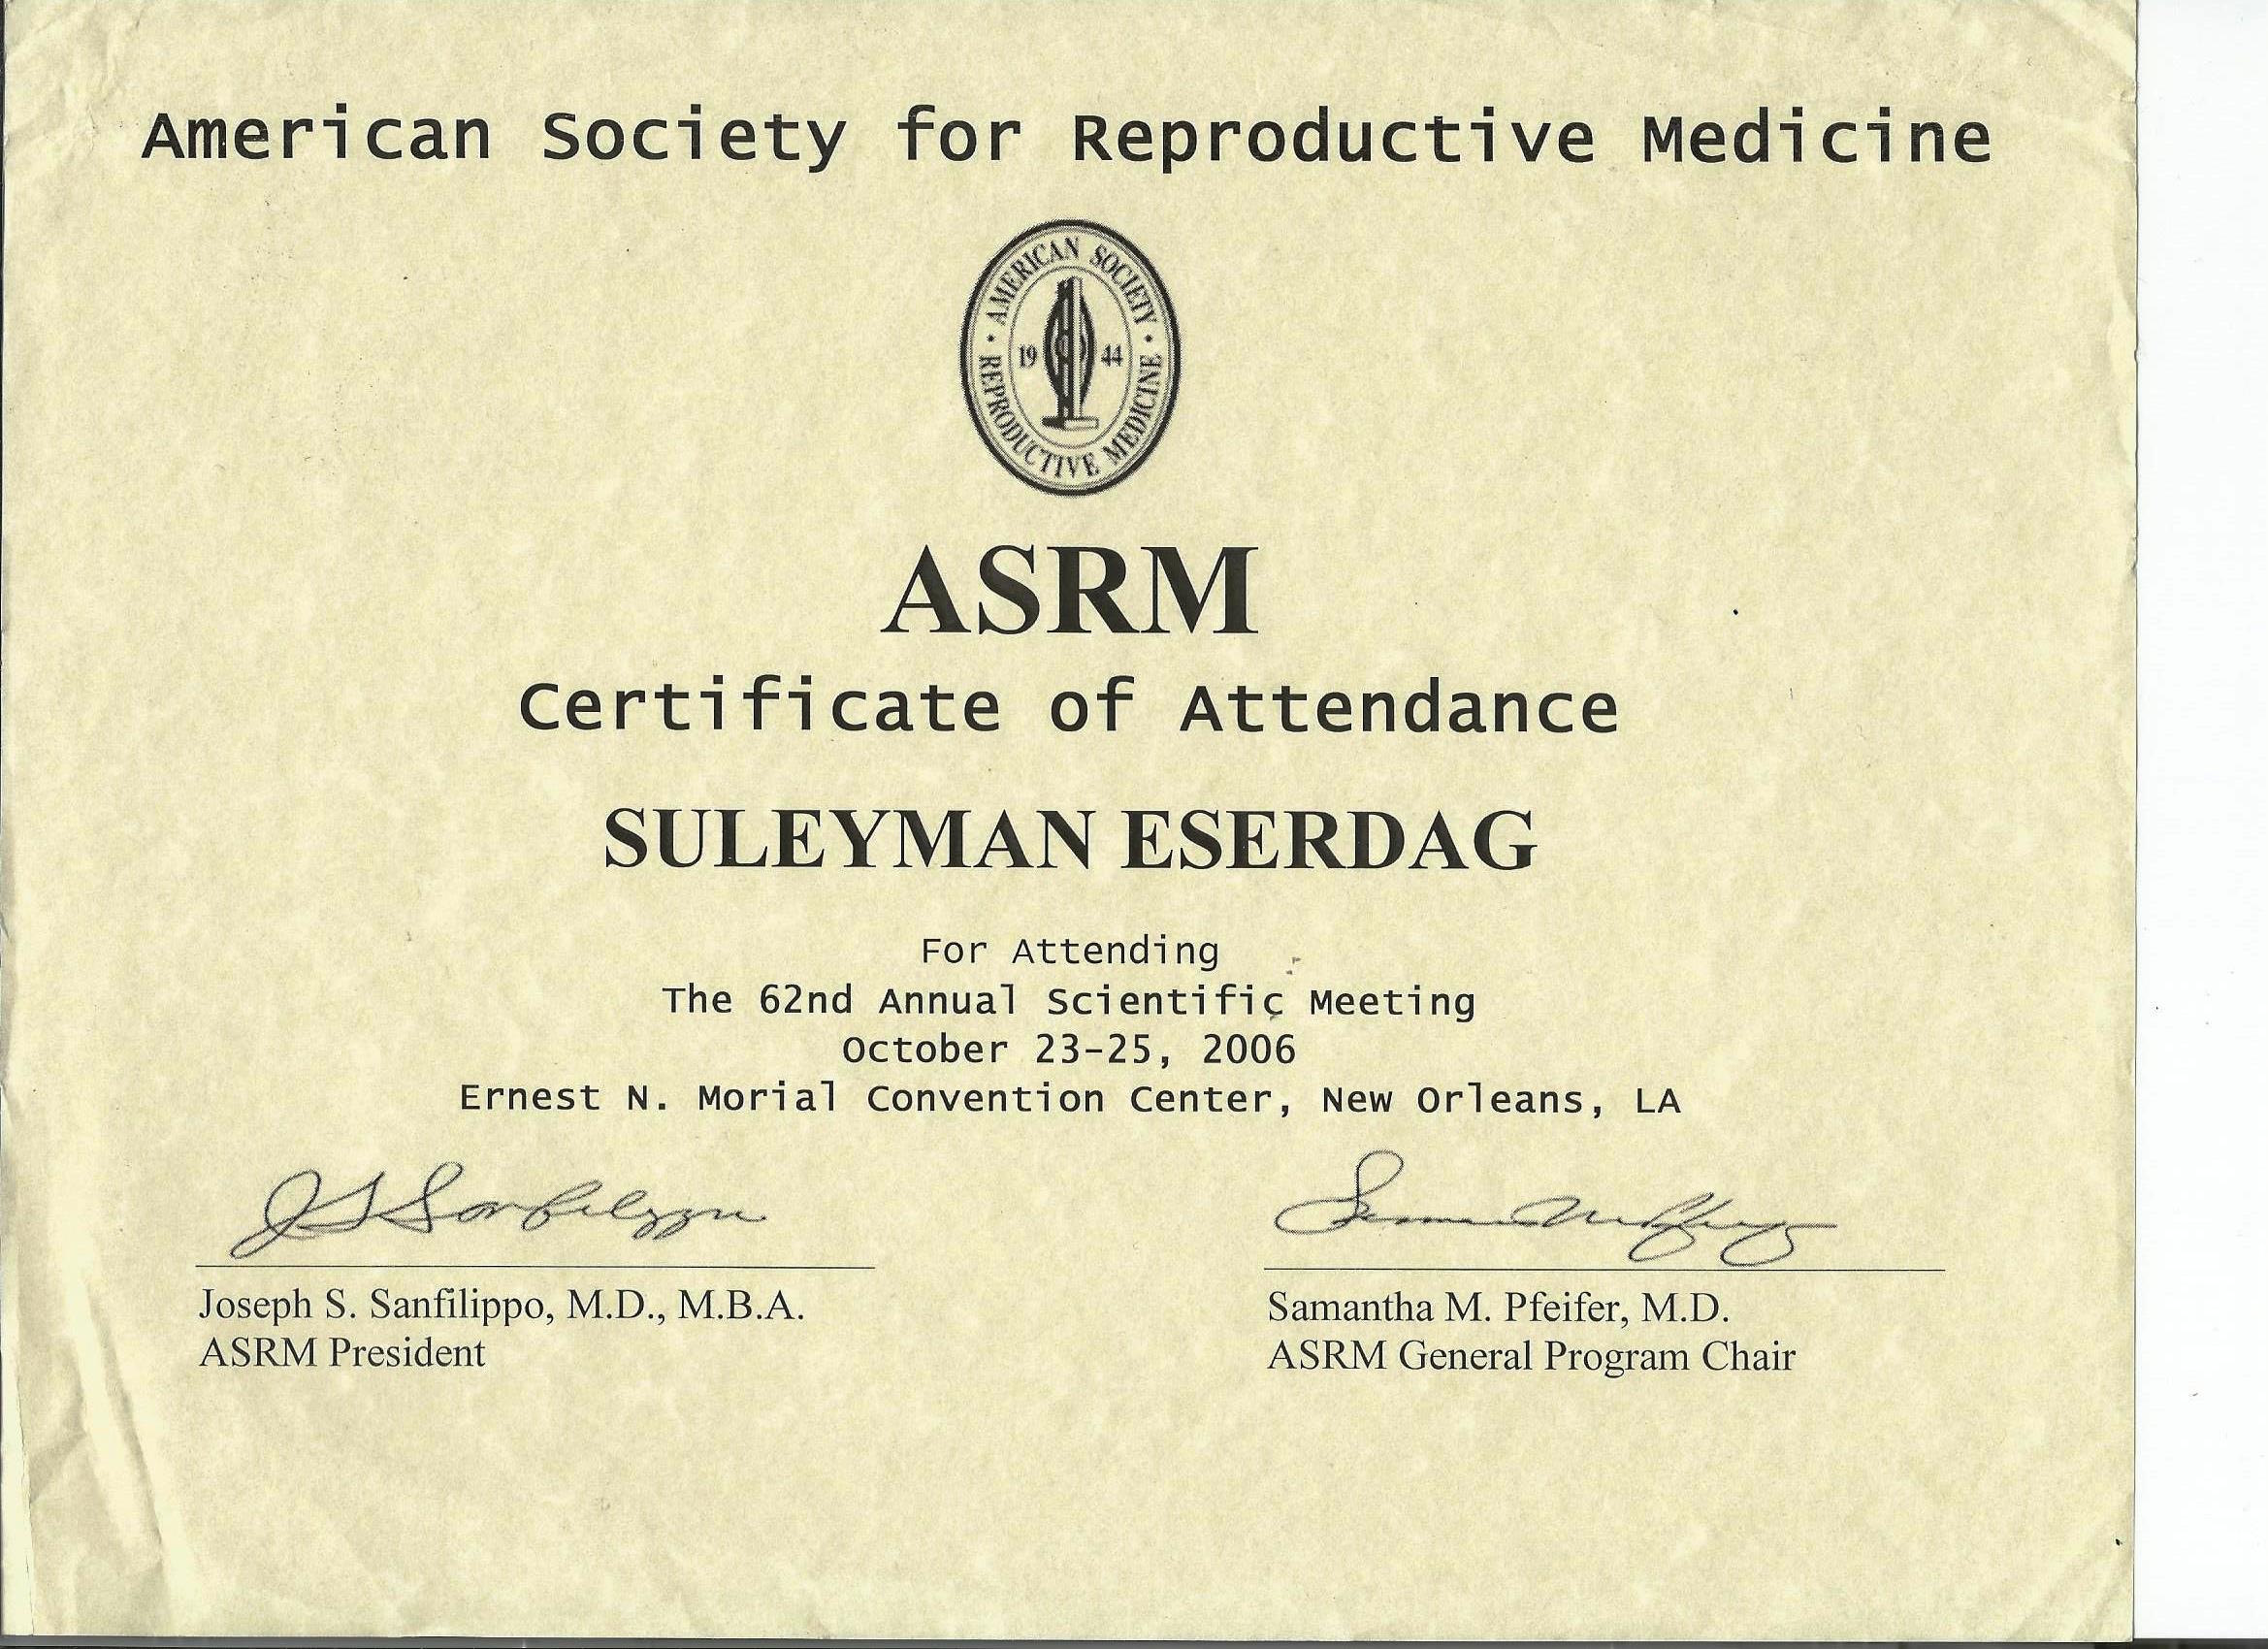 American Society for Reproductive Medicine
AMERICAN SOCIETY
19 44
REPRODUCTIVE MEDICINE
ASRM
Certificate of Attendance
SULEYMAN ESERDAG
For Attending
The 62nd Annual Scientific Meeting
October 23-25, 2006
Ernest N. Morial Convention Center, New Orleans, LA
Joseph S. Sanfilippo, M.D., M.B.A.
ASRM President
Samantha M. Pfeifer, M.D.
ASRM General Program Chair